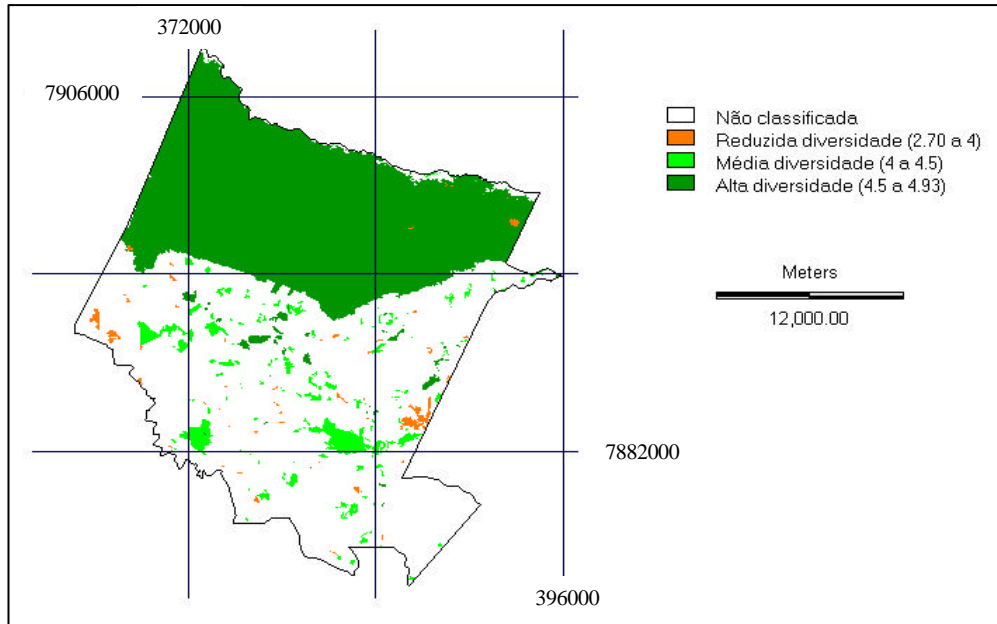 372000
7906000
Não classificada
Reduzida diversidade (2.70 a 4)
Média diversidade (4 a 4.5)
Alta diversidade (4.5 a 4.93)
Meters
12,000.00
7882000
396000